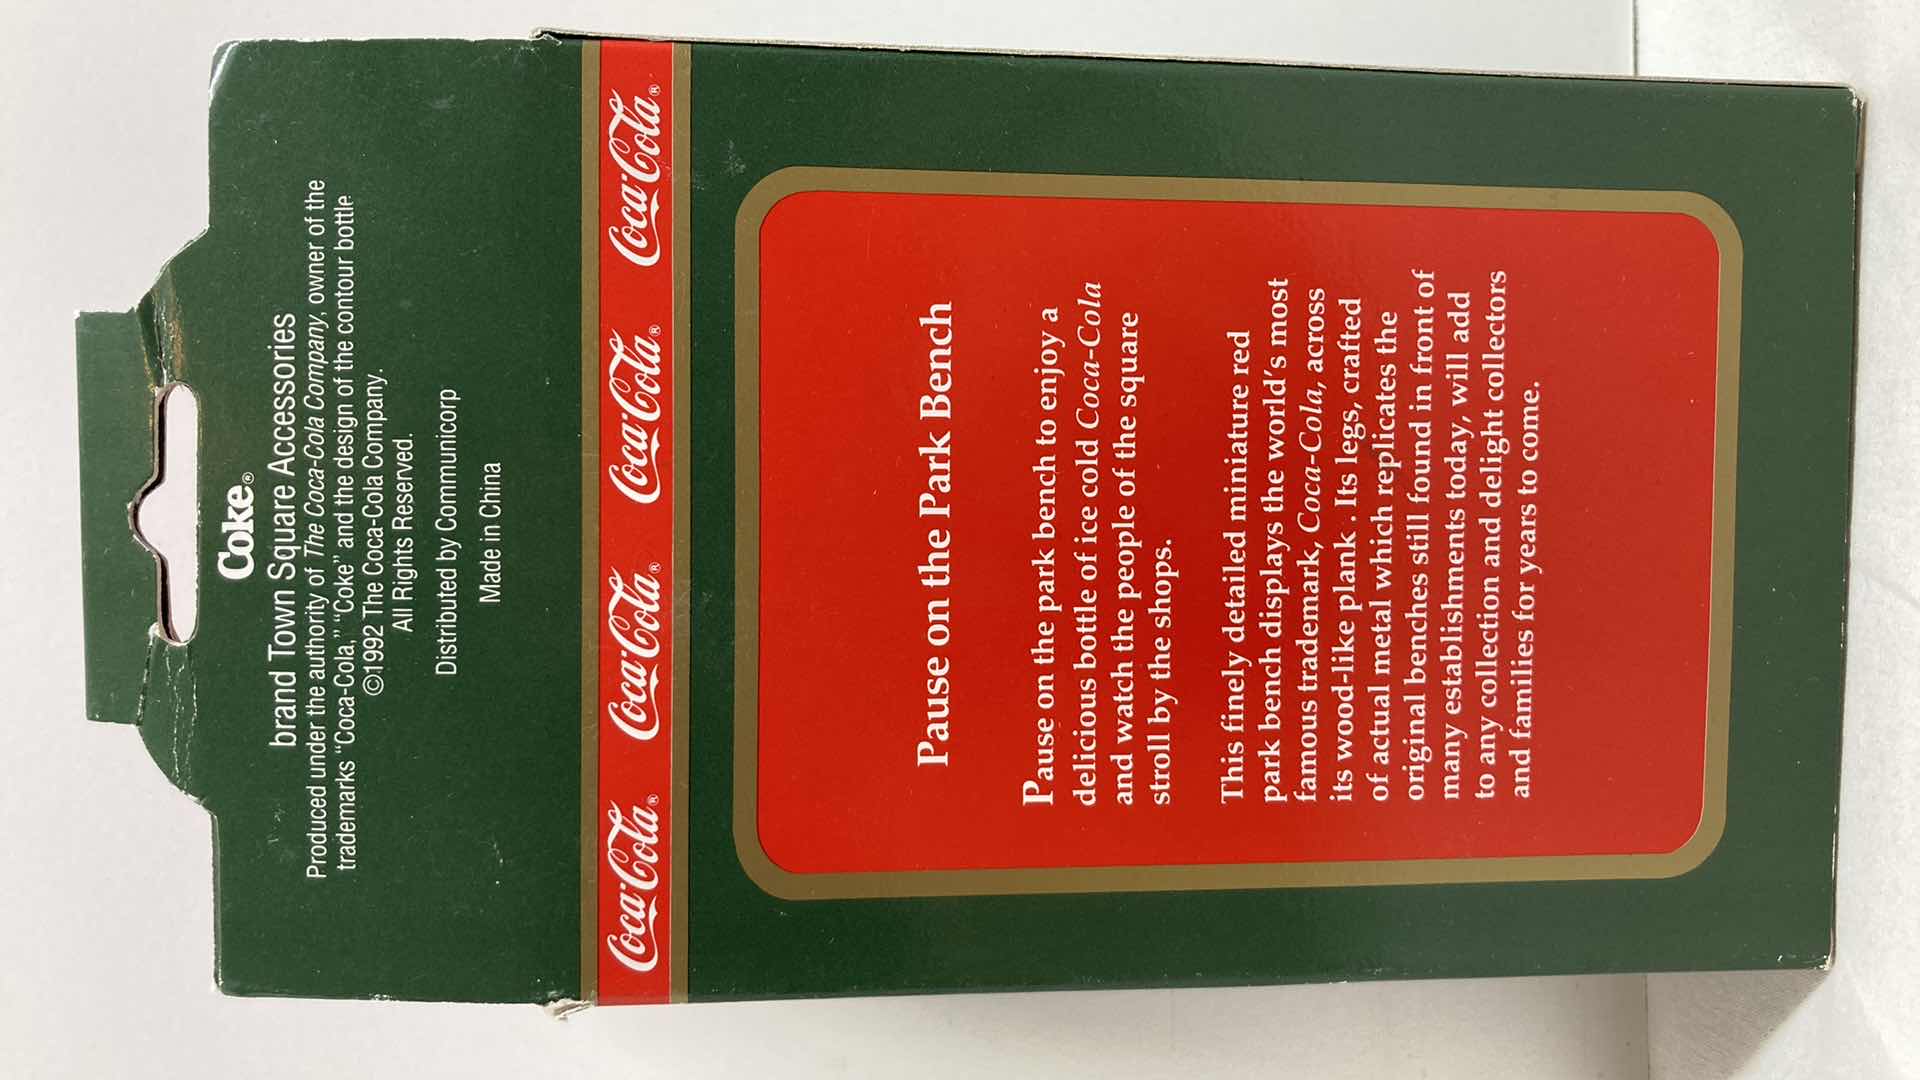 Coke®
brand Town Square Accessories
Produced under the authority of The Coca-Cola Company, owner of the
trademarks “Coca-Cola,” “Coke” and the design of the contour bottle
©1992 The Coca-Cola Company.
All Rights Reserved.
Distributed by Communicorp
Made in China
Coca-Cola® Coca-Cola® Coca-Cola® Coca-Cola®
Pause on the Park Bench
Pause on the park bench to enjoy a
delicious bottle of ice cold Coca-Cola
and watch the people of the square
stroll by the shops.
This finely detailed miniature red
park bench displays the world's most
famous trademark, Coca-Cola, across
its wood-like plank . Its legs, crafted
of actual metal which replicates the
original benches still found in front of
many establishments today, will add
to any collection and delight collectors
and families for years to come.